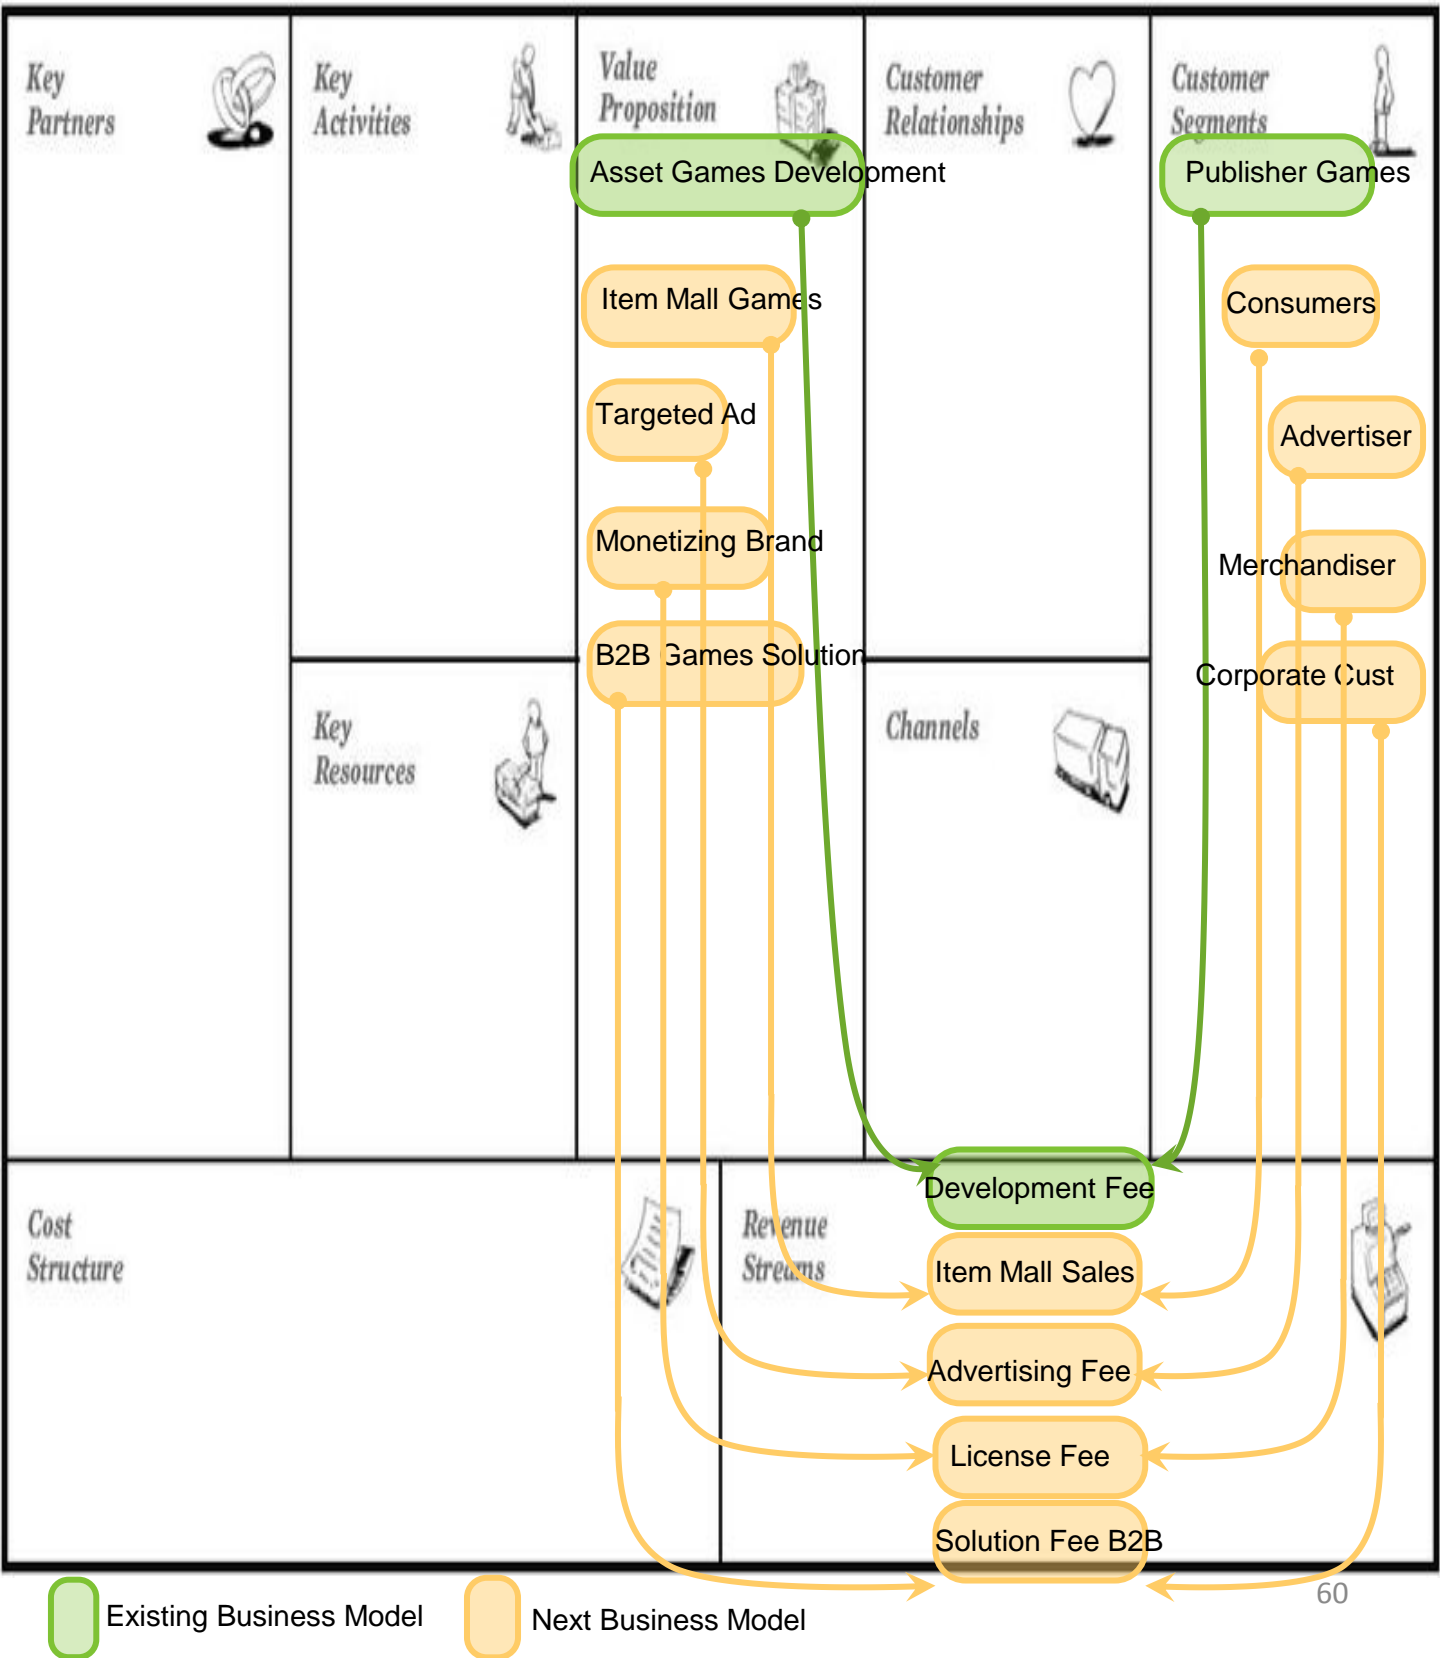 Key
Partners
Key
Activities
Value
Proposition
Customer
Relationships
Customer
Segments
Asset Games Development
Publisher Games
Item Mall Games
Consumers
Targeted Ad
Advertiser
Monetizing Brand
Merchandiser
B2B Games Solution
Corporate Cust
Key
Resources
Channels
Cost
Structure
Revenue
Streams
Development Fee
Item Mall Sales
Advertising Fee
License Fee
Solution Fee B2B
60
Existing Business Model
Next Business Model